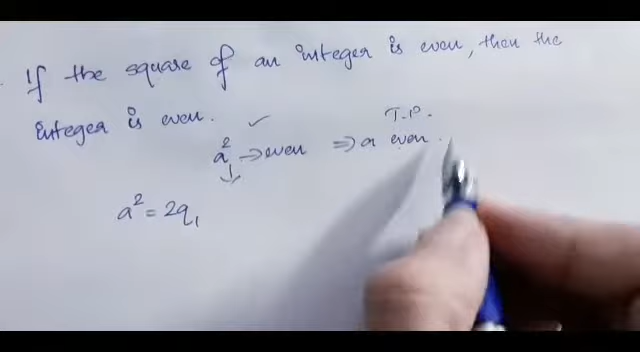 If the square of an integer is even, then the
integer is even. ✓
T.P.
a² → even ⇒ a even.
↓
a² = 2q₁